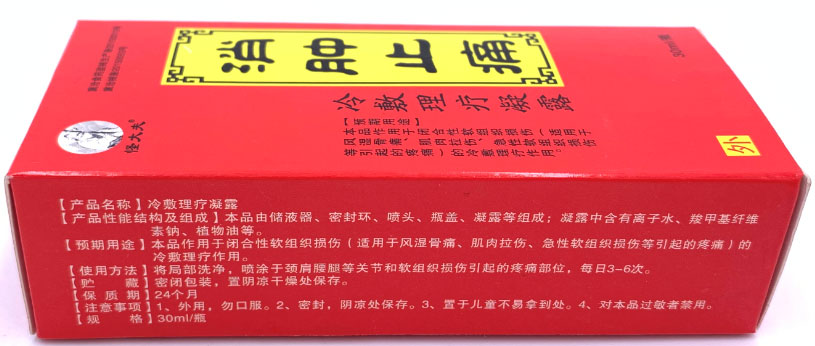 消肿止痛
冷敷理疗凝露
怪大夫
外
【预期用途】
本品作用于闭合性软组织损伤（适用于
风湿骨痛、肌肉拉伤、急性软组织损伤
等引起的疼痛）的冷敷理疗作用。
【产品名称】冷敷理疗凝露
【产品性能结构及组成】本品由储液器、密封环、喷头、瓶盖、凝露等组成；凝露中含有离子水、羧甲基纤维
素钠、植物油等。
【预期用途】本品作用于闭合性软组织损伤（适用于风湿骨痛、肌肉拉伤、急性软组织损伤等引起的疼痛）的
冷敷理疗作用。
【使用方法】将局部洗净，喷涂于颈肩腰腿等关节和软组织损伤引起的疼痛部位，每日3-6次。
【贮 藏】密闭包装，置阴凉干燥处保存。
【保 质 期】24个月
【注意事项】1、外用，勿口服。2、密封，阴凉处保存。3、置于儿童不易拿到处。4、对本品过敏者禁用。
【规 格】30ml/瓶